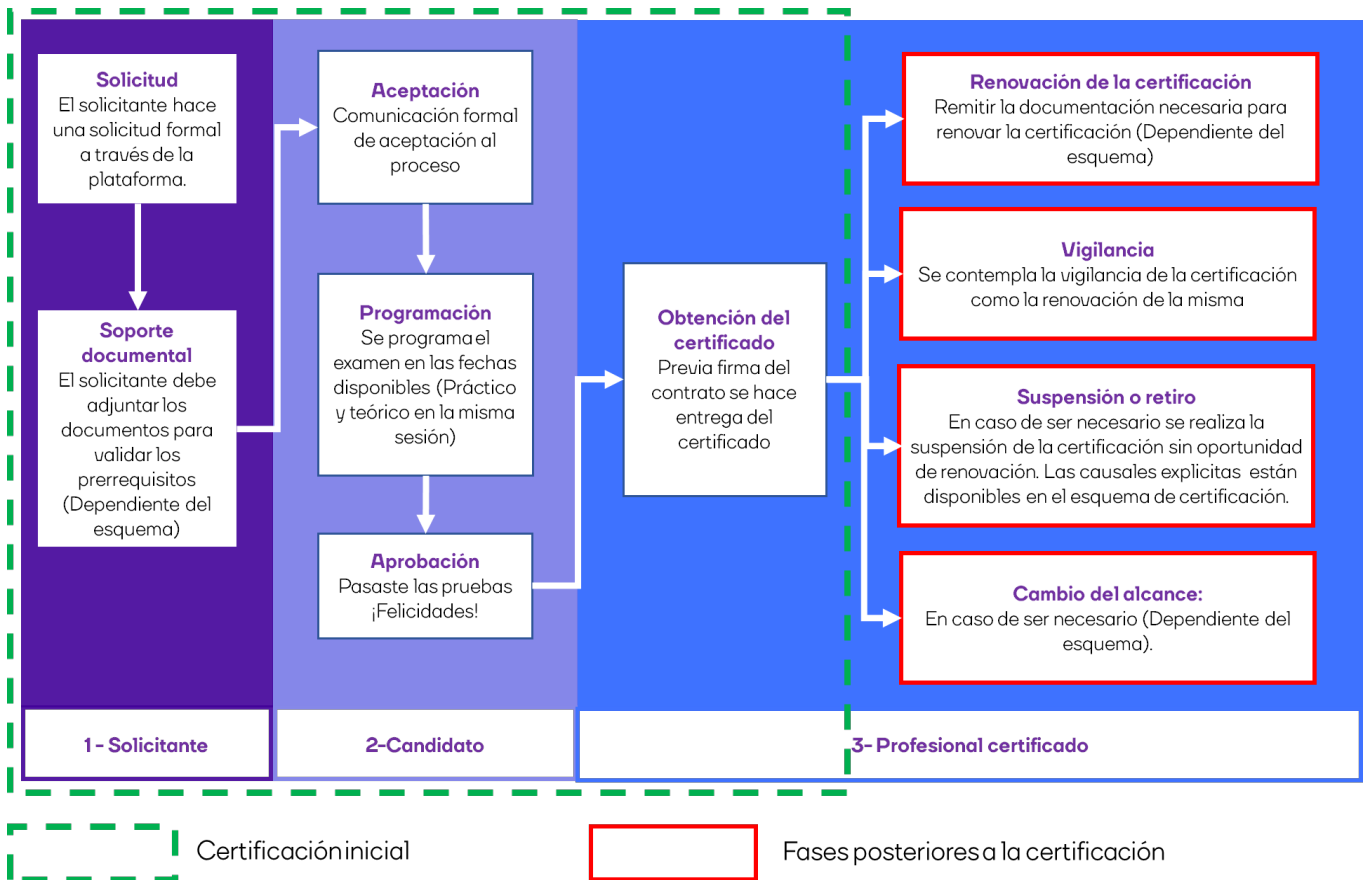 Solicitud
El solicitante hace
una solicitud formal
a través de la
plataforma.
Soporte
documental
El solicitante debe
adjuntar los
documentos para
validar los
prerrequisitos
(Dependiente del
esquema)
Aceptación
Comunicación formal
de aceptación al
proceso
Programación
Se programa el
examen en las fechas
disponibles (Práctico
y teórico en la misma
sesión)
Aprobación
Pasaste las pruebas
¡Felicidades!
Obtención del
certificado
Previa firma del
contrato se hace
entrega del
certificado
Renovación de la certificación
Remitir la documentación necesaria para
renovar la certificación (Dependiente del
esquema)
Vigilancia
Se contempla la vigilancia de la certificación
como la renovación de la misma
Suspensión o retiro
En caso de ser necesario se realiza la
suspensión de la certificación sin oportunidad
de renovación. Las causales explicitas están
disponibles en el esquema de certificación.
Cambio del alcance:
En caso de ser necesario (Dependiente del
esquema).
1 - Solicitante
2-Candidato
3- Profesional certificado
Certificación inicial
Fases posteriores a la certificación